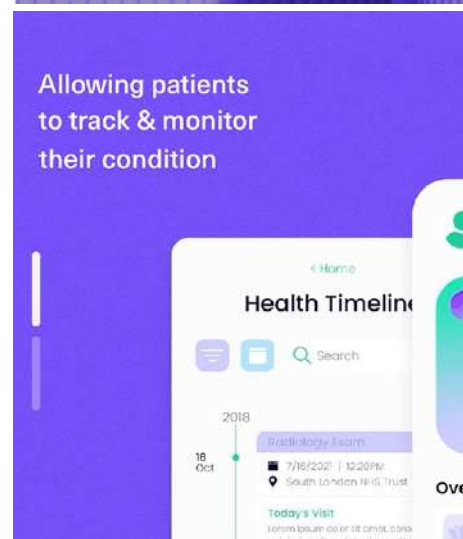 Allowing patients
to track & monitor
their condition
< Home
Health Timeline
Search
2018
Radiology Exam
16
Oct
7/16/2021 | 12:20PM
South London NHS Trust
Today's Visit
Ove